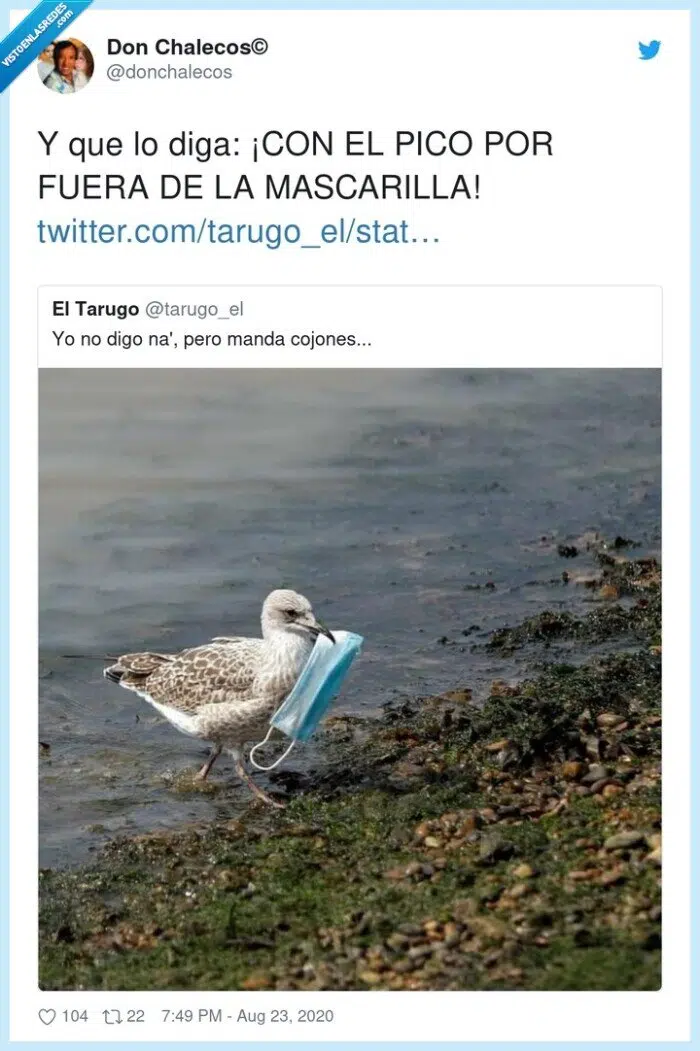 VISTOENLASREDES
.com
Don Chalecos©
@donchalecos
Y que lo diga: ¡CON EL PICO POR
FUERA DE LA MASCARILLA!
twitter.com/tarugo_el/stat…
El Tarugo @tarugo_el
Yo no digo na', pero manda cojones...
104 22 7:49 PM - Aug 23, 2020